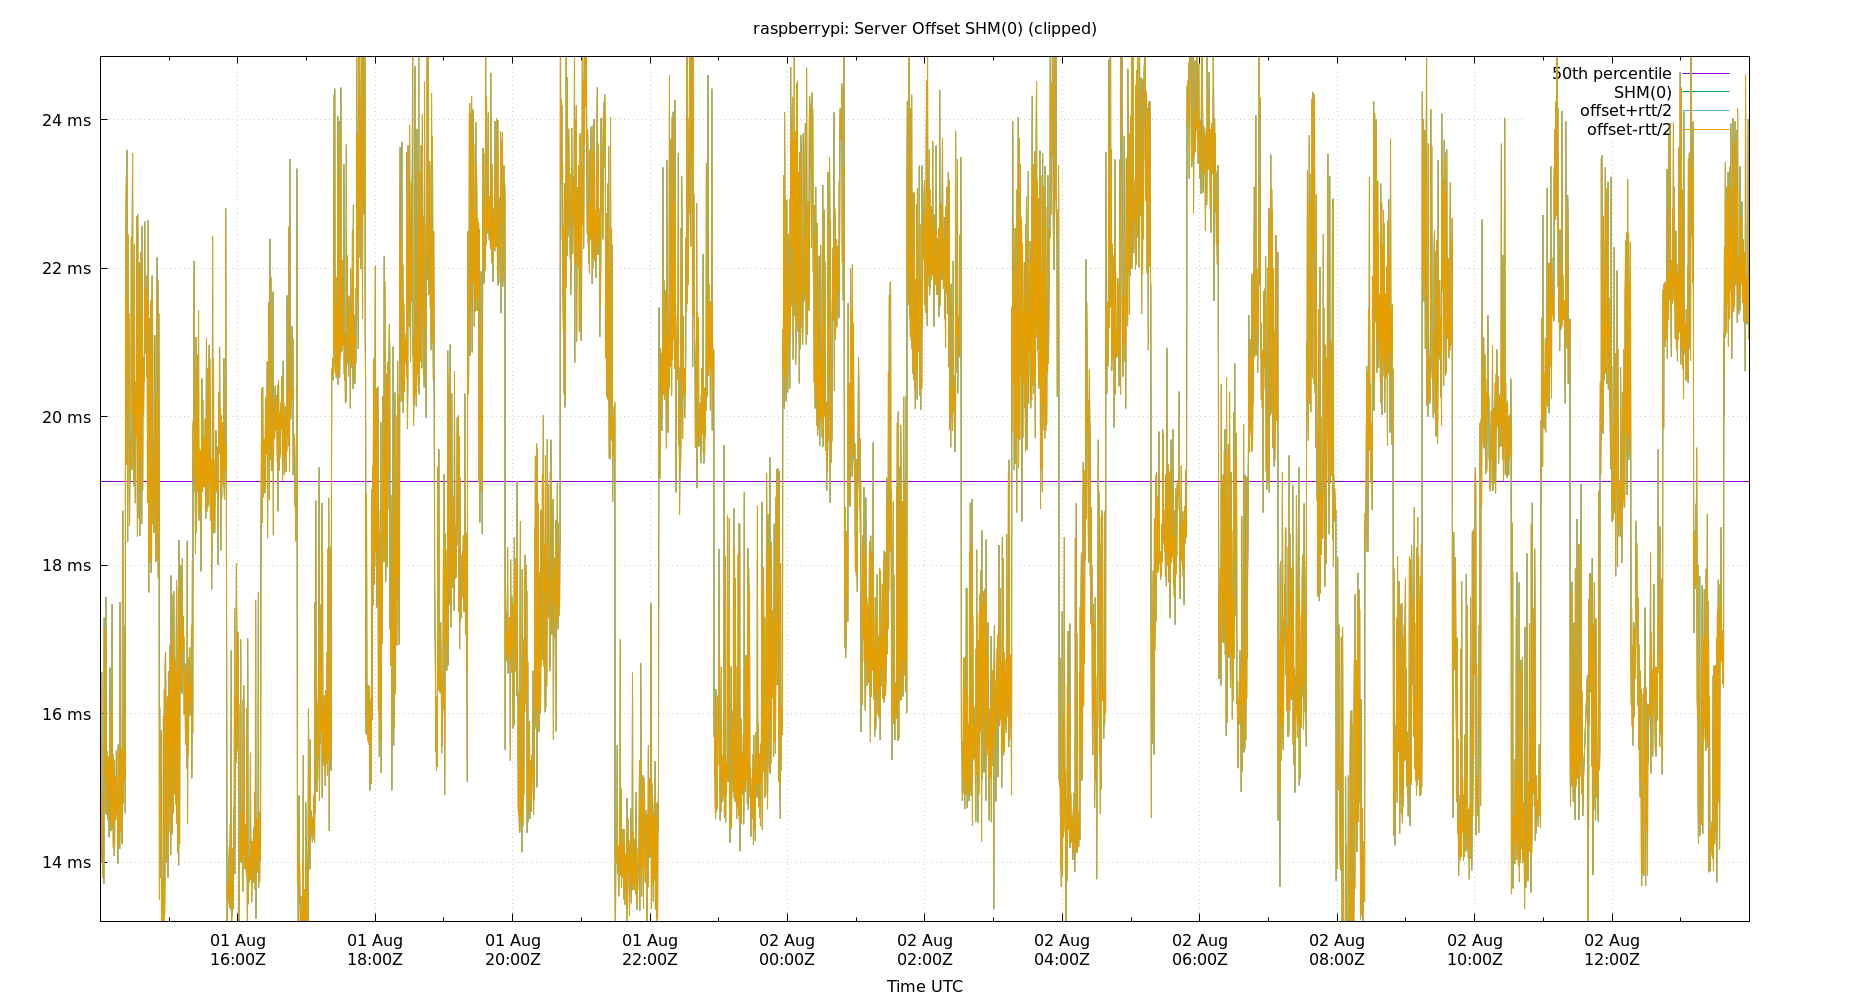 raspberrypi: Server Offset SHM(0) (clipped)
50th percentile
SHM(0)
offset+rtt/2
offset-rtt/2
24 ms
22 ms
20 ms
18 ms
16 ms
14 ms
01 Aug 01 Aug 01 Aug 01 Aug 02 Aug 02 Aug 02 Aug 02 Aug 02 Aug 02 Aug 02 Aug
16:00Z 18:00Z 20:00Z 22:00Z 00:00Z 02:00Z 04:00Z 06:00Z 08:00Z 10:00Z 12:00Z
Time UTC